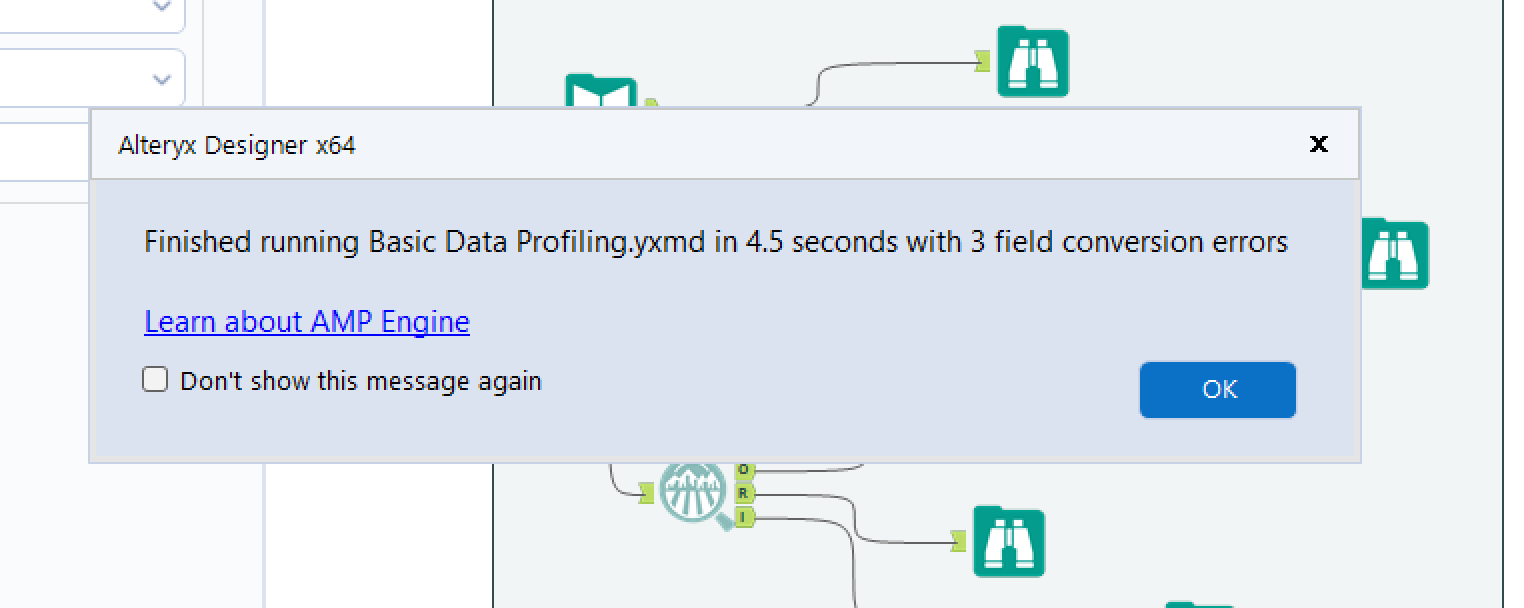 Alteryx Designer x64
x
Finished running Basic Data Profiling.yxmd in 4.5 seconds with 3 field conversion errors
Learn about AMP Engine
Don't show this message again
OK
O
R
I